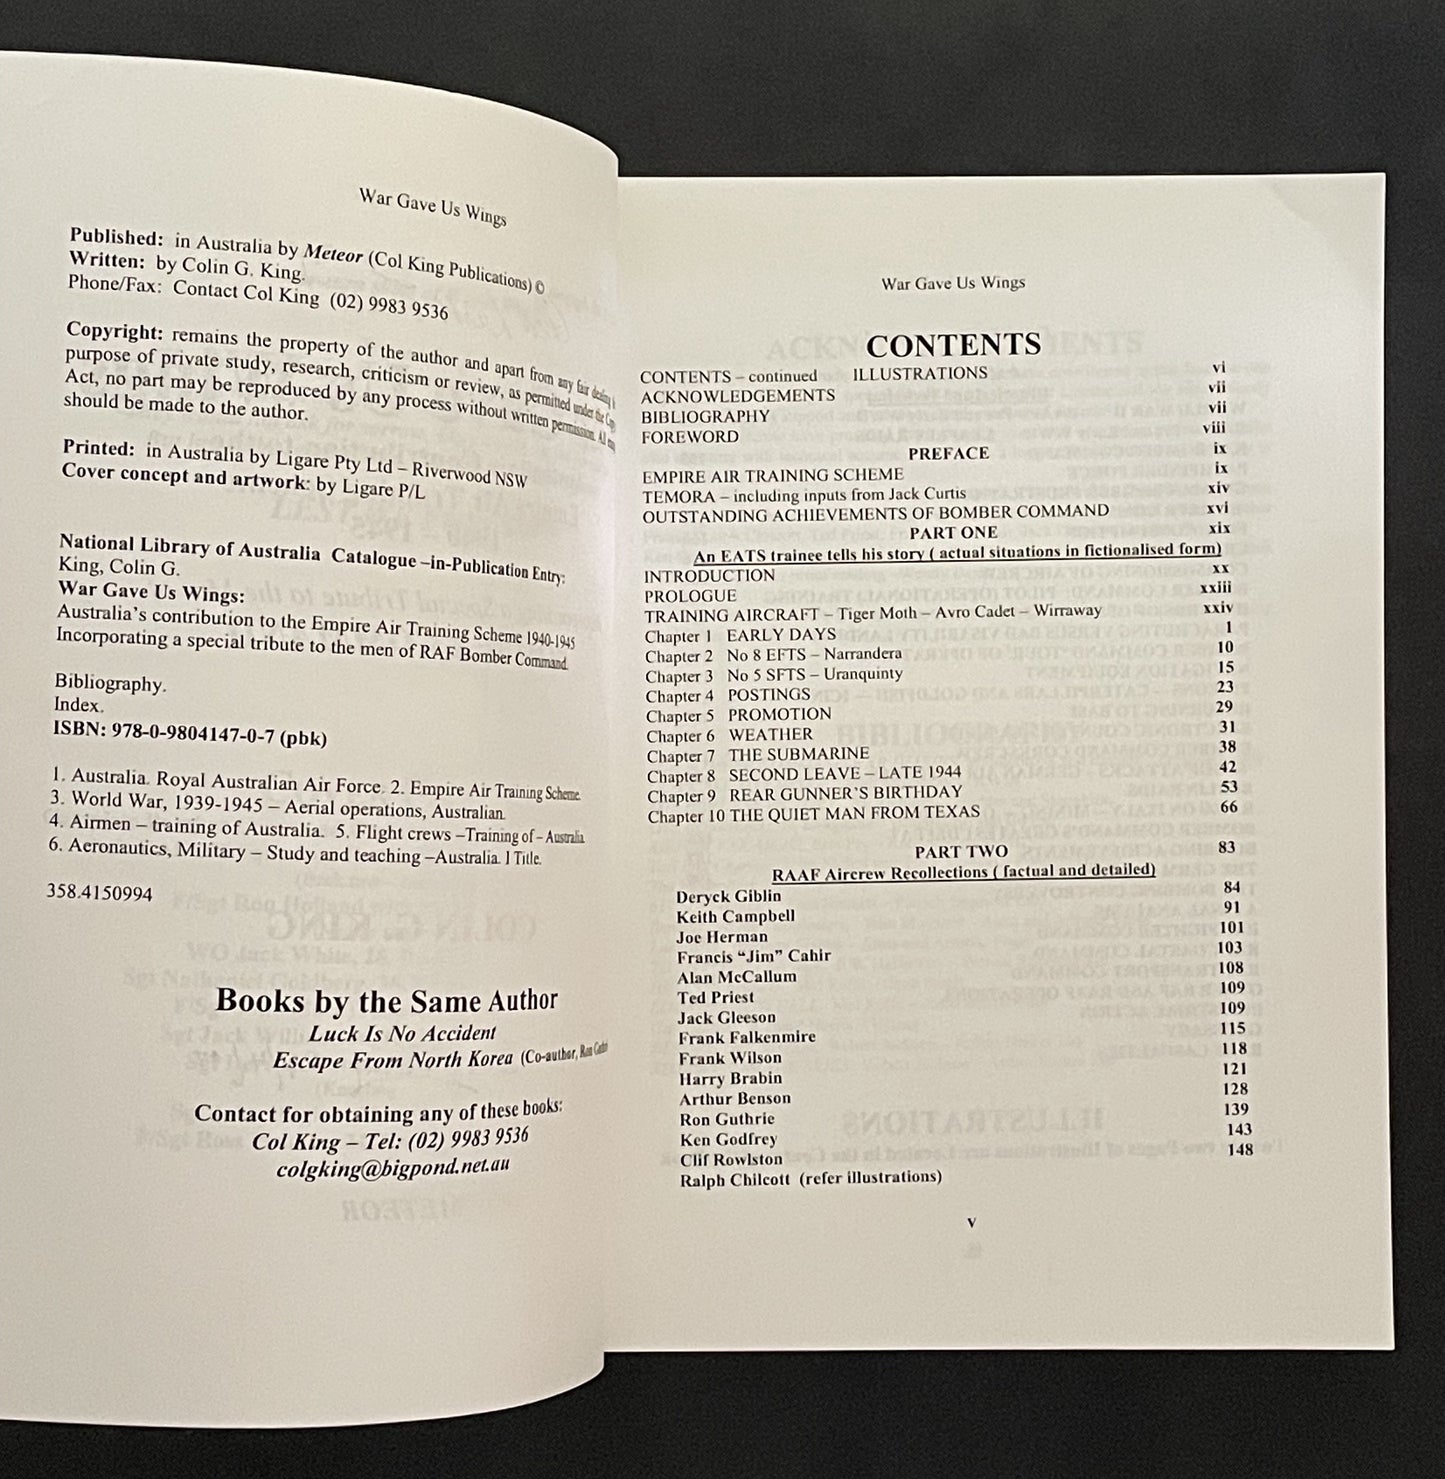 War Gave Us Wings
Published: in Australia by Meteor (Col King Publications) ©
Written: by Colin G. King.
Phone/Fax: Contact Col King (02) 9983 9536
Copyright: remains the property of the author and apart from any fair dealing
purpose of private study, research, criticism or review, as permitted under the
Act, no part may be reproduced by any process without written permission. All
should be made to the author.
Printed: in Australia by Ligare Pty Ltd – Riverwood NSW
Cover concept and artwork: by Ligare P/L
National Library of Australia Catalogue –in-Publication Entry:
King, Colin G.
War Gave Us Wings:
Australia's contribution to the Empire Air Training Scheme 1940-1945
Incorporating a special tribute to the men of RAF Bomber Command.
Bibliography.
Index.
ISBN: 978-0-9804147-0-7 (pbk)
1. Australia. Royal Australian Air Force. 2. Empire Air Training Scheme.
3. World War, 1939-1945 – Aerial operations, Australian.
4. Airmen – training of Australia. 5. Flight crews –Training of – Australia.
6. Aeronautics, Military – Study and teaching –Australia. I Title.
358.4150994
Books by the Same Author
Luck Is No Accident
Escape From North Korea (Co-author, Ron
Contact for obtaining any of these books:
Col King – Tel: (02) 9983 9536
colgking@bigpond.net.au
War Gave Us Wings
CONTENTS
CONTENTS – continued ILLUSTRATIONS vi
ACKNOWLEDGEMENTS vii
BIBLIOGRAPHY vii
FOREWORD viii
PREFACE ix
EMPIRE AIR TRAINING SCHEME ix
TEMORA – including inputs from Jack Curtis xiv
OUTSTANDING ACHIEVEMENTS OF BOMBER COMMAND xvi
PART ONE xix
An EATS trainee tells his story ( actual situations in fictionalised form)
INTRODUCTION xx
PROLOGUE xxiii
TRAINING AIRCRAFT – Tiger Moth – Avro Cadet – Wirraway xxiv
Chapter 1 EARLY DAYS 1
Chapter 2 No 8 EFTS – Narrandera 10
Chapter 3 No 5 SFTS – Uranquinty 15
Chapter 4 POSTINGS 23
Chapter 5 PROMOTION 29
Chapter 6 WEATHER 31
Chapter 7 THE SUBMARINE 38
Chapter 8 SECOND LEAVE – LATE 1944 42
Chapter 9 REAR GUNNER'S BIRTHDAY 53
Chapter 10 THE QUIET MAN FROM TEXAS 66
PART TWO 83
RAAF Aircrew Recollections ( factual and detailed)
Deryck Giblin 84
Keith Campbell 91
Joe Herman 101
Francis “Jim” Cahir 103
Alan McCallum 108
Ted Priest 109
Jack Gleeson 109
Frank Falkenmire 115
Frank Wilson 118
Harry Brabin 121
Arthur Benson 128
Ron Guthrie 139
Ken Godfrey 143
Clif Rowlston 148
Ralph Chilcott (refer illustrations)
v